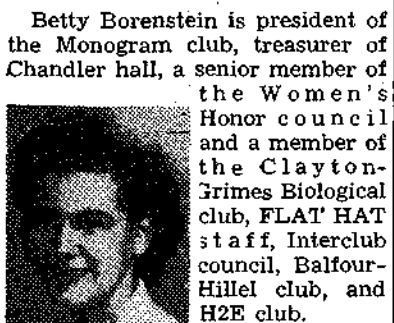 Betty Borenstein is president of
the Monogram club, treasurer of
Chandler hall, a senior member of
the Women's
Honor council
and a member of
the Clayton-
Grimes Biological
club, FLAT HAT
staff, Interclub
council, Balfour-
Hillel club, and
H2E club.